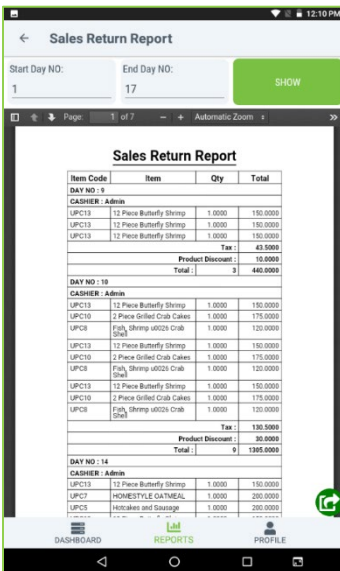 12:10 PM
Sales Return Report
Start Day NO:
End Day NO:
1
17
SHOW
Page: 1 of 7 − + Automatic Zoom
Sales Return Report
Item Code Item Qty Total
DAY NO : 9
CASHIER : Admin
UPC13 12 Piece Butterfly Shrimp 1.0000 150.0000
UPC13 12 Piece Butterfly Shrimp 1.0000 150.0000
UPC13 12 Piece Butterfly Shrimp 1.0000 150.0000
Tax : 43.5000
Product Discount : 10.0000
Total : 3 440.0000
DAY NO : 10
CASHIER : Admin
UPC13 12 Piece Butterfly Shrimp 1.0000 150.0000
UPC10 2 Piece Grilled Crab Cakes 1.0000 175.0000
UPC8 Fish, Shrimp u0026 Crab Shell 1.0000 120.0000
UPC13 12 Piece Butterfly Shrimp 1.0000 150.0000
UPC10 2 Piece Grilled Crab Cakes 1.0000 175.0000
UPC8 Fish, Shrimp u0026 Crab Shell 1.0000 120.0000
UPC13 12 Piece Butterfly Shrimp 1.0000 150.0000
UPC10 2 Piece Grilled Crab Cakes 1.0000 175.0000
UPC8 Fish, Shrimp u0026 Crab Shell 1.0000 120.0000
Tax : 130.5000
Product Discount : 30.0000
Total : 9 1305.0000
DAY NO : 14
CASHIER : Admin
UPC13 12 Piece Butterfly Shrimp 1.0000 150.0000
UPC7 HOMESTYLE OATMEAL 1.0000 200.0000
UPC5 Hotcakes and Sausage 1.0000 200.0000
DASHBOARD
REPORTS
PROFILE